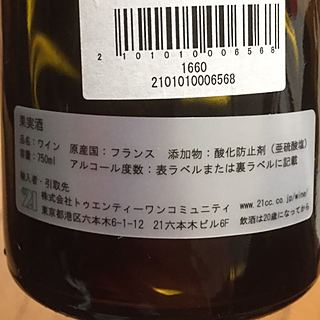 2 101010 006568
1660
2101010006568
果実酒
品名:ワイン 原産国:フランス 添加物:酸化防止剤(亜硫酸塩)
容量:750ml アルコール度数:表ラベルまたは裏ラベルに記載
輸入者・引取先
21 株式会社トゥエンティーワンコミュニティ www.21cc.co.jp/wine/
東京都港区六本木6-1-12 21六本木ビル6F 飲酒は20歳になってから